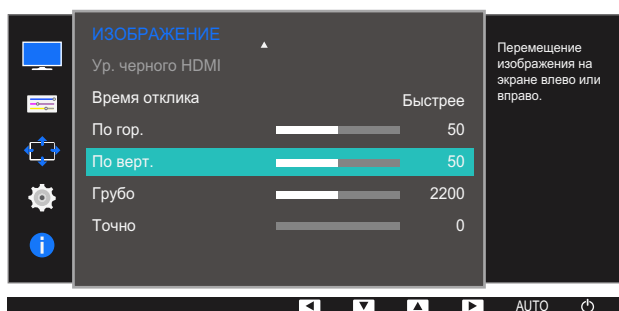 ИЗОБРАЖЕНИЕ
Ур. черного HDMI
Время отклика Быстрее
По гор. 50
По верт. 50
Грубо 2200
Точно 0
Перемещение
изображения на
экране влево или
вправо.
AUTO